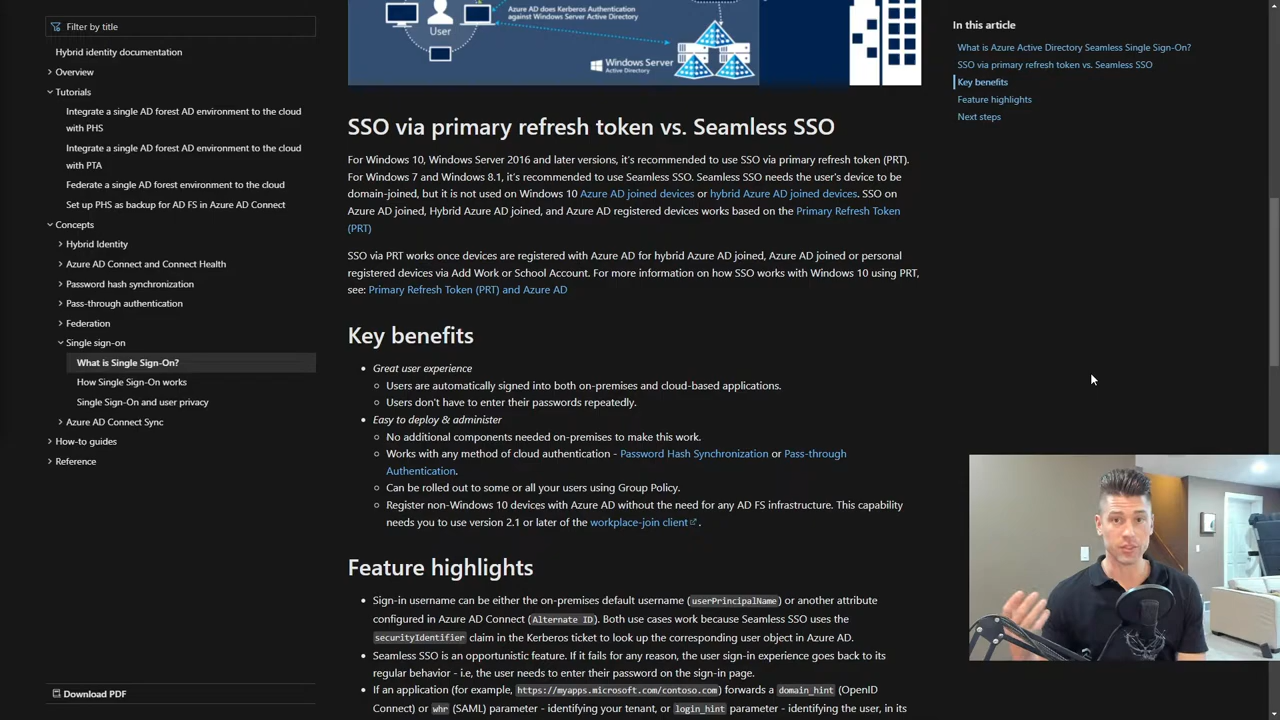 Filter by title
Hybrid identity documentation
Overview
Tutorials
Integrate a single AD forest AD environment to the cloud
with PHS
Integrate a single AD forest AD environment to the cloud
with PTA
Federate a single AD forest environment to the cloud
Set up PHS as backup for AD FS in Azure AD Connect
Concepts
Hybrid Identity
Azure AD Connect and Connect Health
Password hash synchronization
Pass-through authentication
Federation
Single sign-on
What is Single Sign-On?
How Single Sign-On works
Single Sign-On and user privacy
Azure AD Connect Sync
How-to guides
Reference
Download PDF
User
Azure AD does Kerberos Authentication
against Windows Server Active Directory
Windows Server
Active Directory
SSO via primary refresh token vs. Seamless SSO
For Windows 10, Windows Server 2016 and later versions, it's recommended to use SSO via primary refresh token (PRT).
For Windows 7 and Windows 8.1, it's recommended to use Seamless SSO. Seamless SSO needs the user's device to be
domain-joined, but it is not used on Windows 10 Azure AD joined devices or hybrid Azure AD joined devices. SSO on
Azure AD joined, Hybrid Azure AD joined, and Azure AD registered devices works based on the Primary Refresh Token
(PRT)
SSO via PRT works once devices are registered with Azure AD for hybrid Azure AD joined, Azure AD joined or personal
registered devices via Add Work or School Account. For more information on how SSO works with Windows 10 using PRT,
see: Primary Refresh Token (PRT) and Azure AD
Key benefits
Great user experience
Users are automatically signed into both on-premises and cloud-based applications.
Users don't have to enter their passwords repeatedly.
Easy to deploy & administer
No additional components needed on-premises to make this work.
Works with any method of cloud authentication - Password Hash Synchronization or Pass-through
Authentication.
Can be rolled out to some or all your users using Group Policy.
Register non-Windows 10 devices with Azure AD without the need for any AD FS infrastructure. This capability
needs you to use version 2.1 or later of the workplace-join client.
Feature highlights
Sign-in username can be either the on-premises default username (userPrincipalName) or another attribute
configured in Azure AD Connect (Alternate ID). Both use cases work because Seamless SSO uses the
securityIdentifier claim in the Kerberos ticket to look up the corresponding user object in Azure AD.
Seamless SSO is an opportunistic feature. If it fails for any reason, the user sign-in experience goes back to its
regular behavior - i.e, the user needs to enter their password on the sign-in page.
If an application (for example, https://myapps.microsoft.com/contoso.com) forwards a domain_hint (OpenID
Connect) or whr (SAML) parameter - identifying your tenant, or login_hint parameter - identifying the user, in its
In this article
What is Azure Active Directory Seamless Single Sign-On?
SSO via primary refresh token vs. Seamless SSO
Key benefits
Feature highlights
Next steps